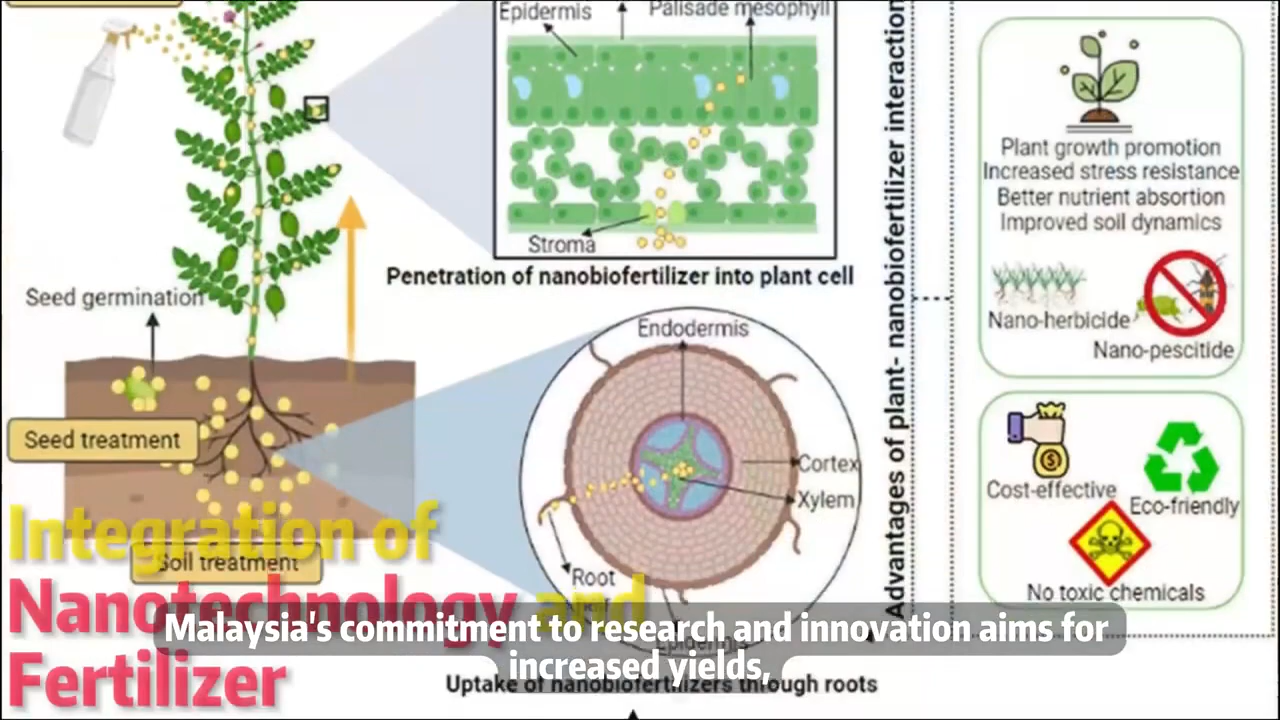 Epidermis
Palisade mesophyll
Stroma
Penetration of nanobiofertilizer into plant cell
Seed germination
Seed treatment
Soil treatment
Endodermis
Cortex
Xylem
Root
Epidermis
Uptake of nanobiofertilizers through roots
Advantages of plant- nanobiofertilizer interaction
Plant growth promotion
Increased stress resistance
Better nutrient absortion
Improved soil dynamics
Nano-herbicide
Nano-pescitide
Cost-effective
Eco-friendly
No toxic chemicals
Integration of
Nanotechnology and
Fertilizer
Malaysia's commitment to research and innovation aims for
increased yields,